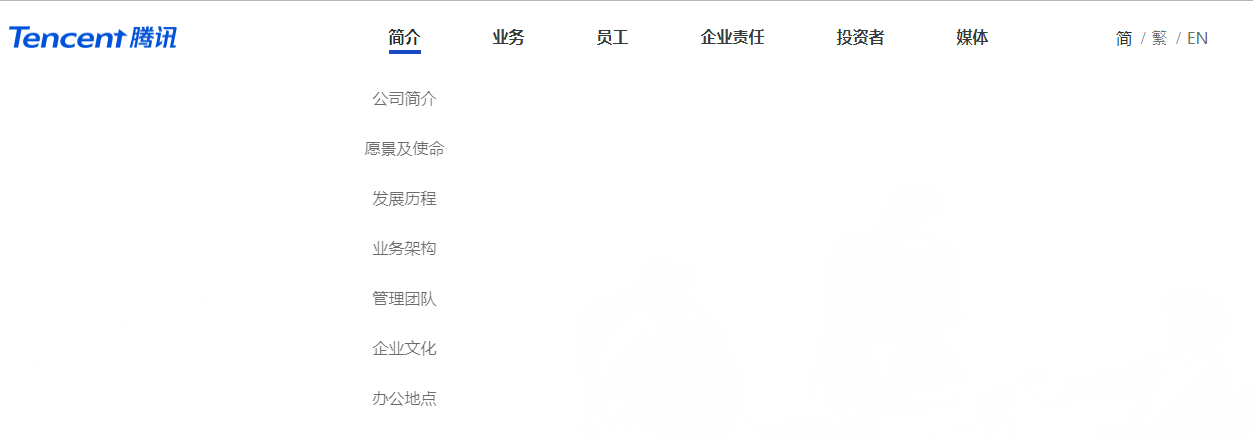 Tencent 腾讯 简介 业务 员工 企业责任 投资者 媒体 简 / 繁 / EN
公司简介
愿景及使命
发展历程
业务架构
管理团队
企业文化
办公地点